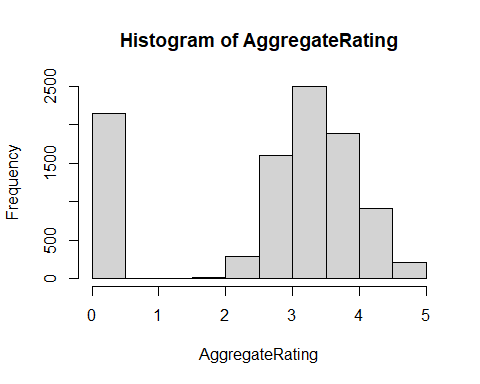 Histogram of AggregateRating
Frequency
2500
1500
500
0
0 1 2 3 4 5
AggregateRating